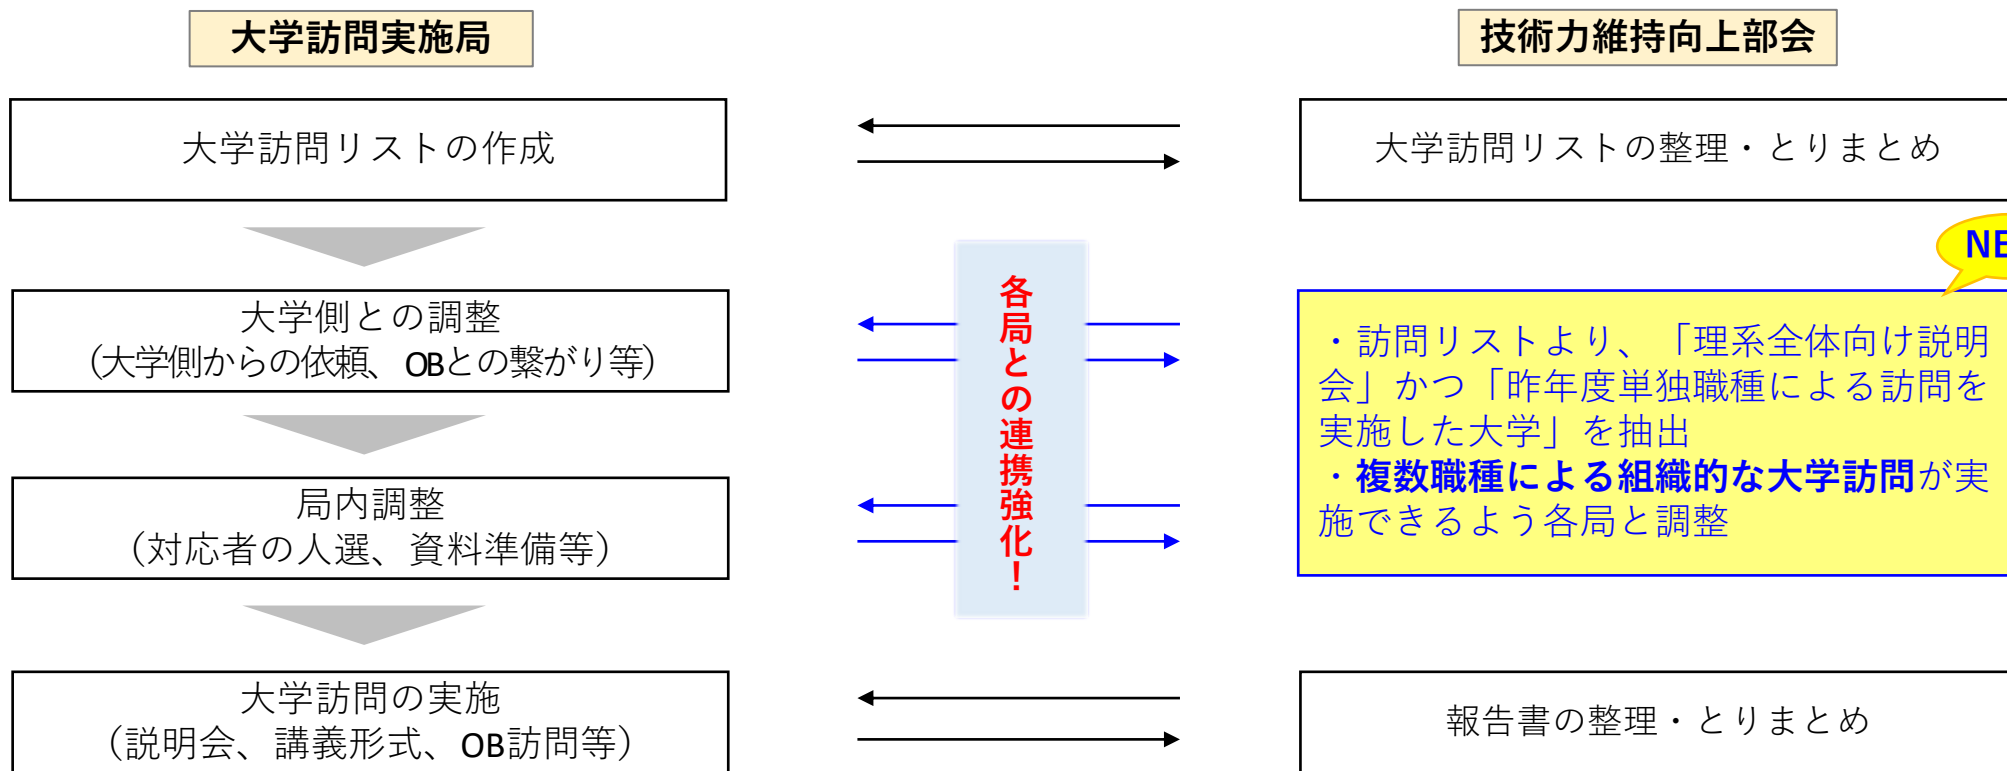 大学訪問実施局
技術力維持向上部会
大学訪問リストの作成
大学訪問リストの整理・とりまとめ
大学側との調整
（大学側からの依頼、OBとの繋がり等）
局内調整
（対応者の人選、資料準備等）
大学訪問の実施
（説明会、講義形式、OB訪問等）
各局との連携強化！
NE
・訪問リストより、「理系全体向け説明
会」かつ「昨年度単独職種による訪問を
実施した大学」を抽出
・複数職種による組織的な大学訪問が実
施できるよう各局と調整
報告書の整理・とりまとめ